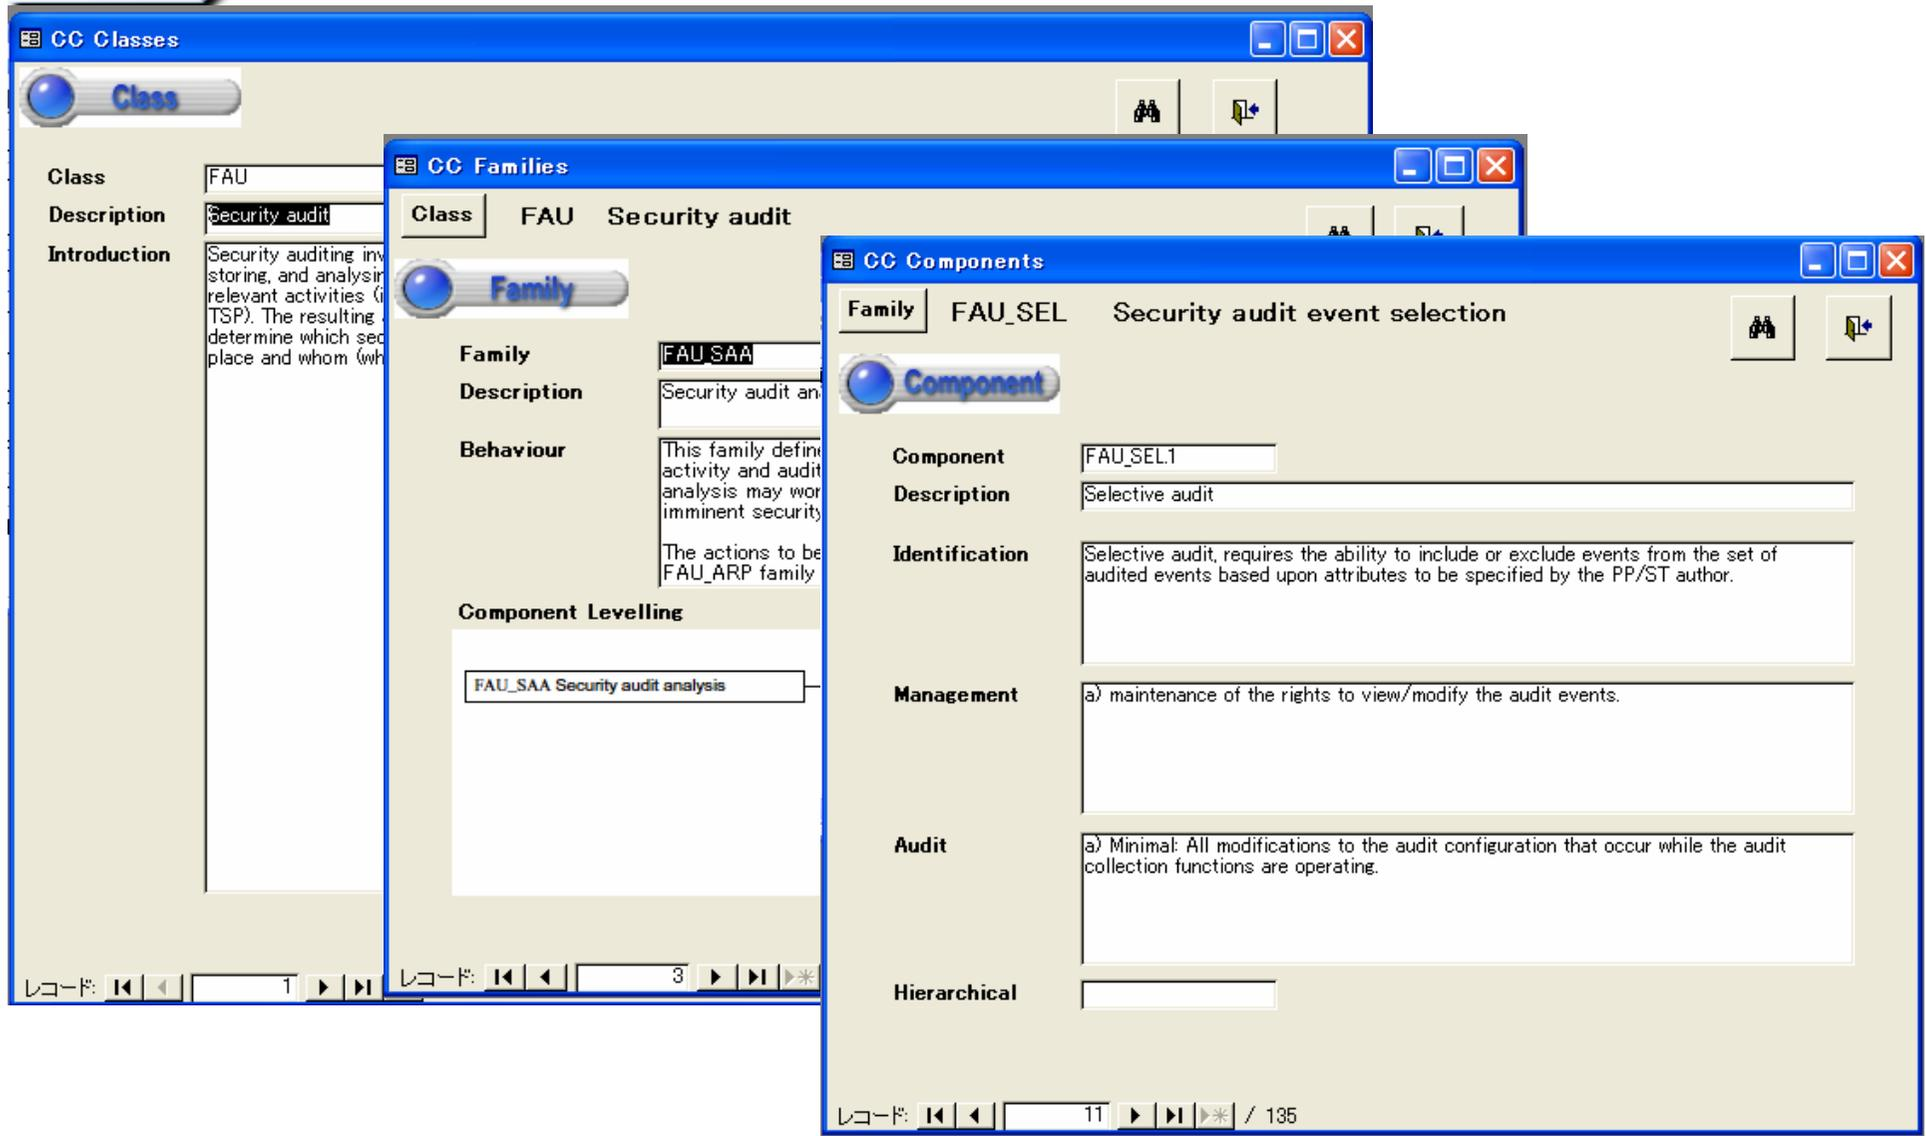 CC Classes
Class
Class
FAU
Description
Security audit
Introduction
Security auditing inv
storing, and analysin
relevant activities (i
TSP). The resulting
determine which sec
place and whom (wh
レコード:
1
CC Families
Class
FAU
Security audit
Family
Family
FAU_SAA
Description
Security audit an
Behaviour
This family define
activity and audit
analysis may wor
imminent security
The actions to be
FAU_ARP family
Component Levelling
FAU_SAA Security audit analysis
レコード:
3
CC Components
Family
FAU_SEL
Security audit event selection
Component
Component
FAU_SEL.1
Description
Selective audit
Identification
Selective audit, requires the ability to include or exclude events from the set of
audited events based upon attributes to be specified by the PP/ST author.
Management
a) maintenance of the rights to view/modify the audit events.
Audit
a) Minimal: All modifications to the audit configuration that occur while the audit
collection functions are operating.
Hierarchical
レコード:
11
/ 135